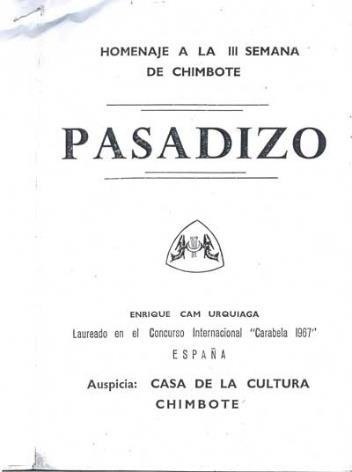 HOMENAJE A LA III SEMANA
DE CHIMBOTE
PASADIZO
ENRIQUE CAM URQUIAGA
Laureado en el Concurso Internacional "Carabela 1967"
ESPAÑA
Auspicia: CASA DE LA CULTURA
CHIMBOTE